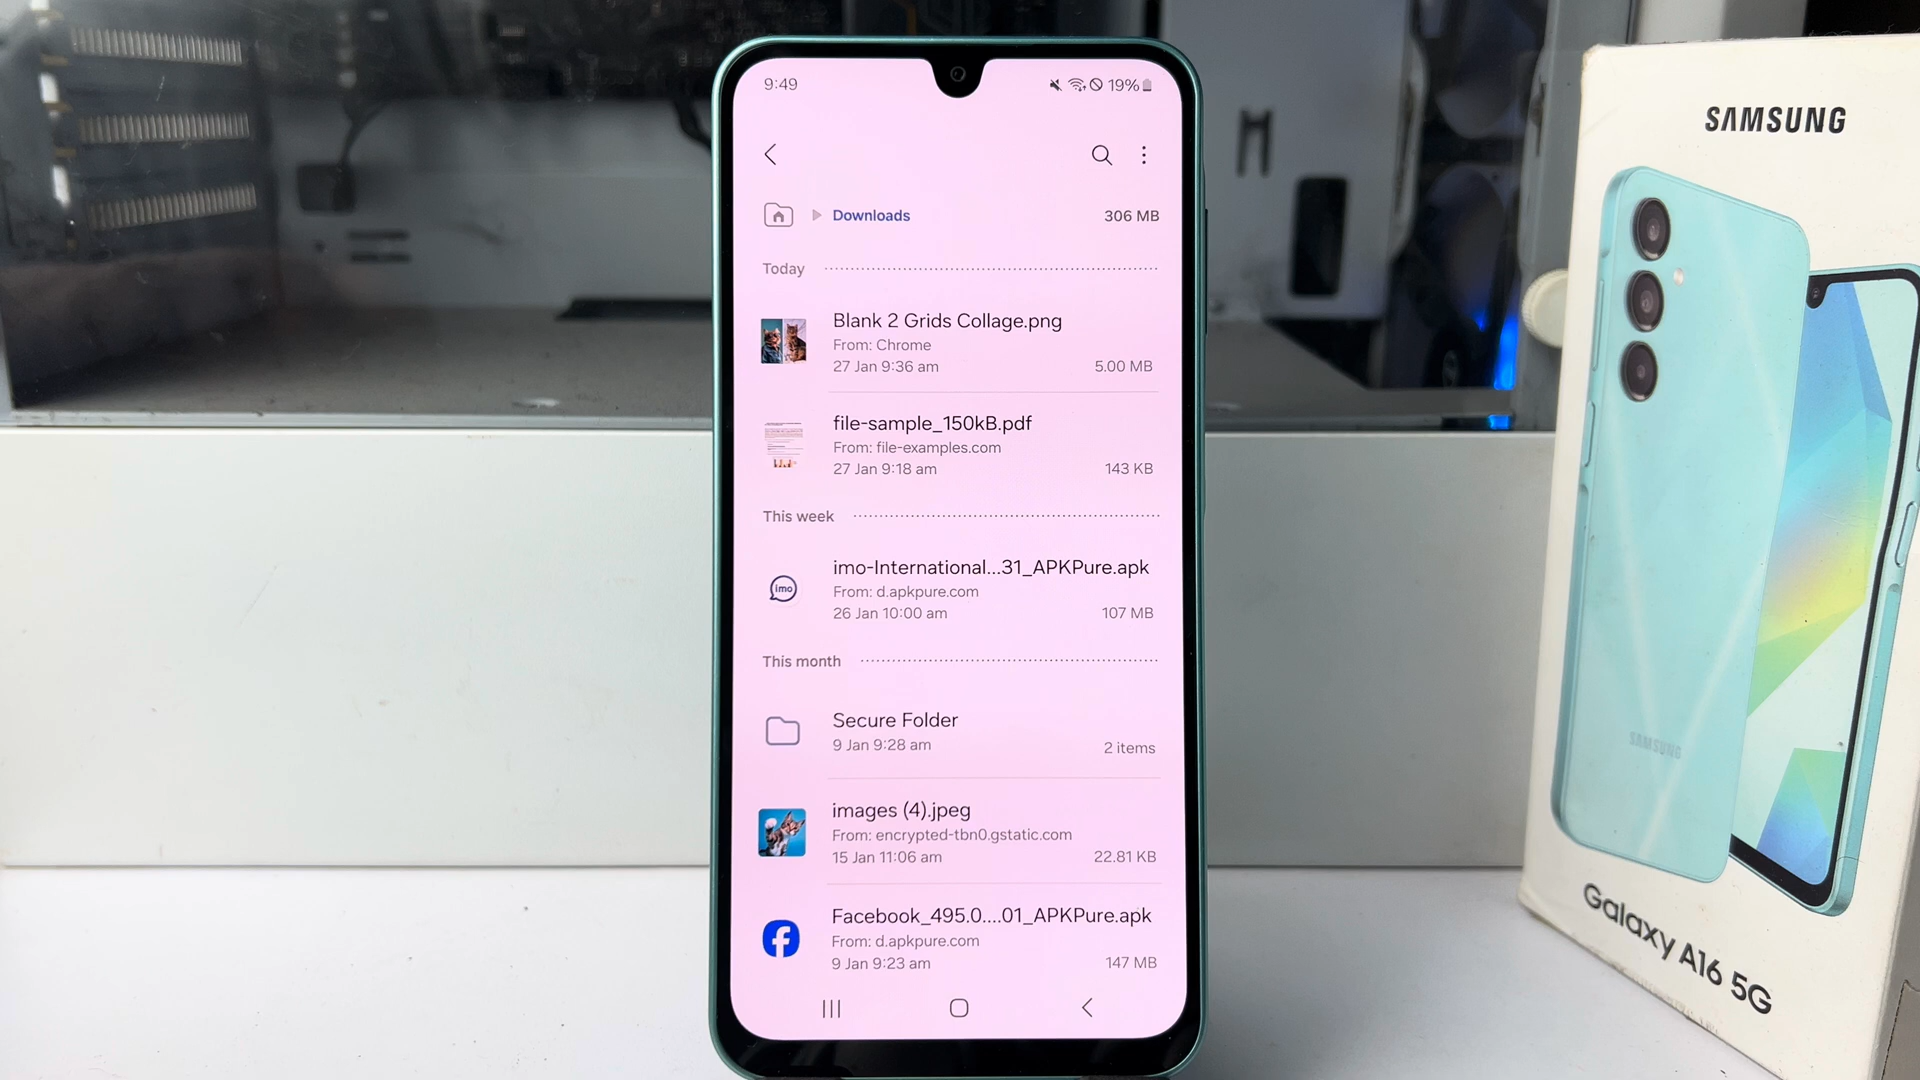 9:49
19%
Downloads
306 MB
Today
Blank 2 Grids Collage.png
From: Chrome
27 Jan 9:36 am
5.00 MB
file-sample_150kB.pdf
From: file-examples.com
27 Jan 9:18 am
143 KB
This week
imo-International...31_APKPure.apk
imo
From: d.apkpure.com
26 Jan 10:00 am
107 MB
This month
Secure Folder
9 Jan 9:28 am
2 items
images (4).jpeg
From: encrypted-tbn0.gstatic.com
15 Jan 11:06 am
22.81 KB
Facebook_495.0....01_APKPure.apk
From: d.apkpure.com
9 Jan 9:23 am
147 MB
SAMSUNG
SAMSUNG
Galaxy A16 5G